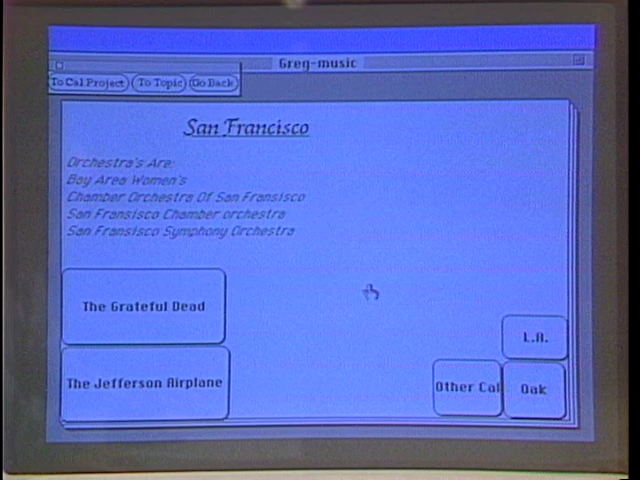 Greg-music
To Cal Project To Topic Go Back
San Francisco
Orchestra's Are:
Bay Area Women's
Chamber Orchestra Of San Fransisco
San Fransisco Chamber orchestra
San Fransisco Symphony Orchestra
The Grateful Dead
L.A.
The Jefferson Airplane
Other Cal
Oak